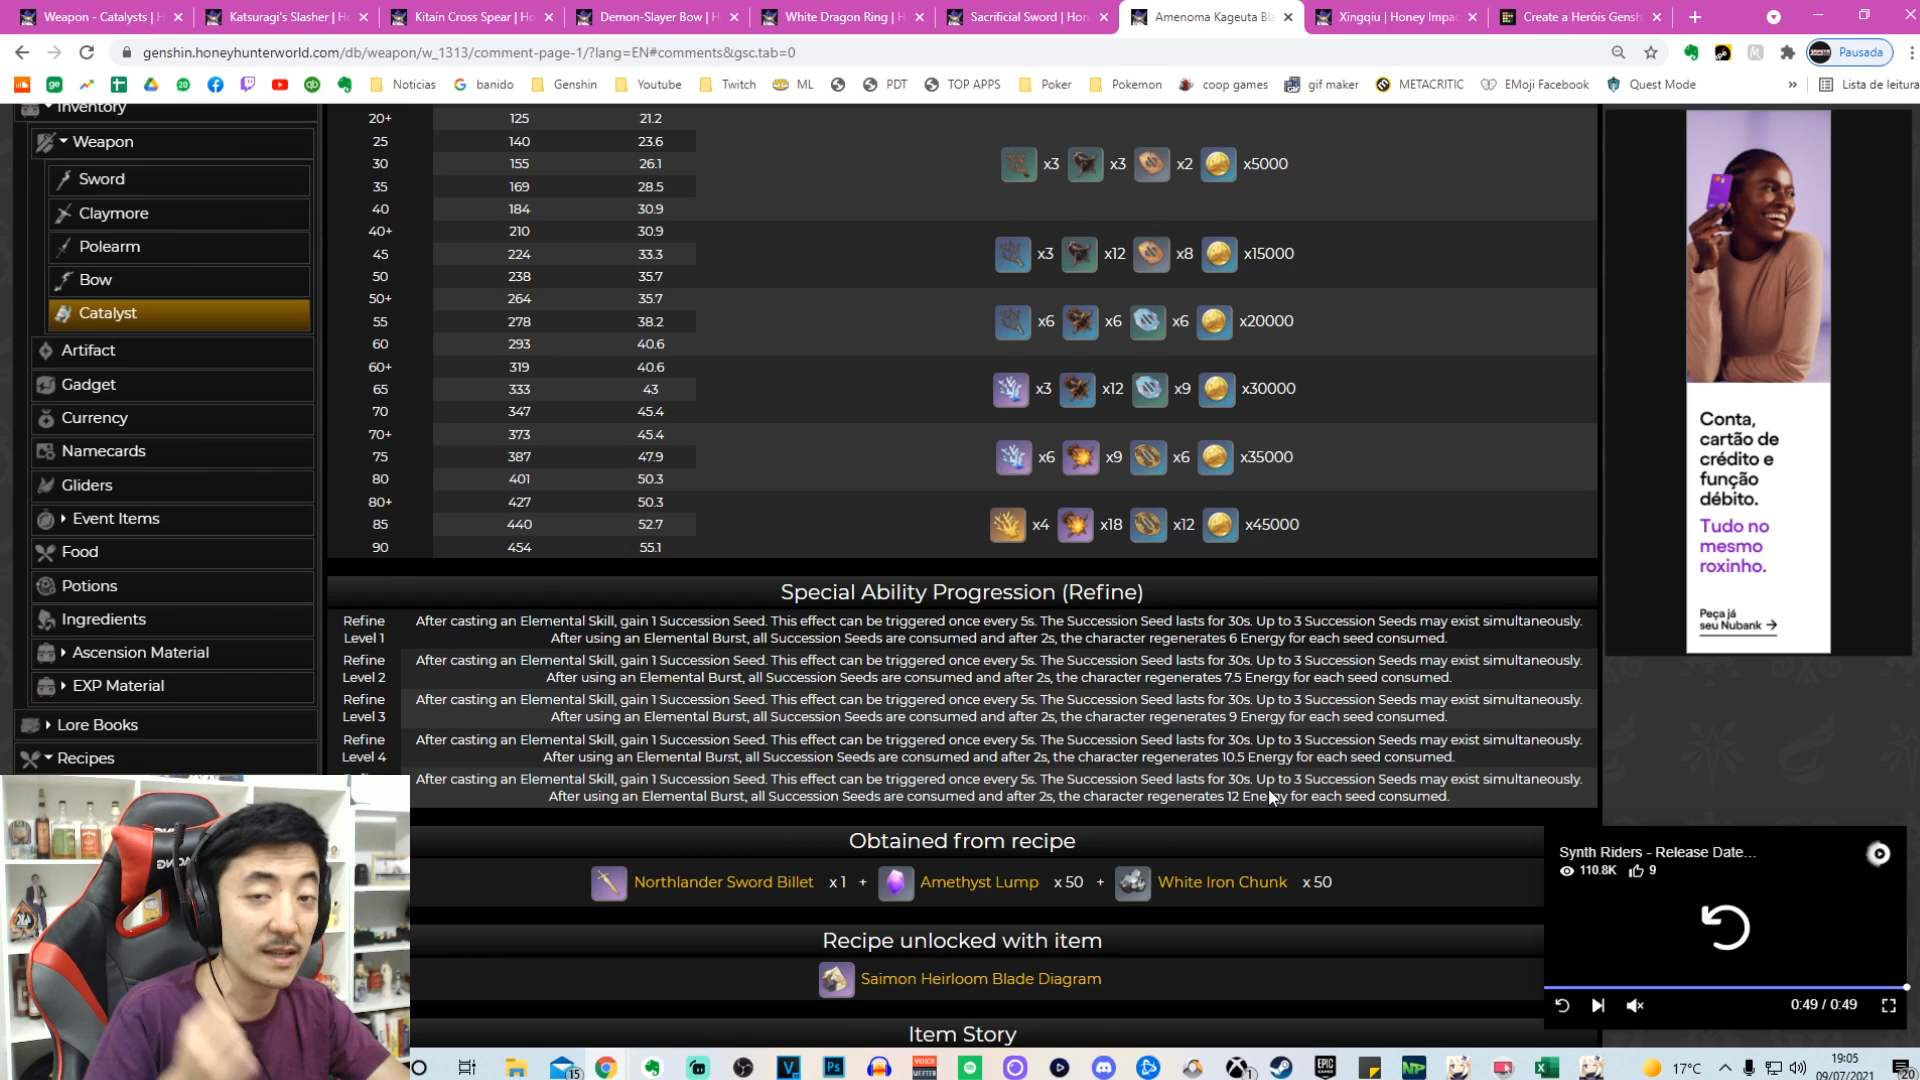 Weapon - Catalysts | H
Katsuragi's Slasher | H
Kitain Cross Spear | Ho
Demon-Slayer Bow | H
White Dragon Ring | H
Sacrificial Sword | Hon
Amenoma Kageuta Bl
Xingqiu | Honey Impac
Create a Heróis Gensh
genshin.honeyhunterworld.com/db/weapon/w_1313/comment-page-1/?lang=EN#comments&gsc.tab=0
Pausada
Noticias
banido
Genshin
Youtube
Twitch
ML
PDT
TOP APPS
Poker
Pokemon
coop games
gif maker
METACRITIC
EMoji Facebook
Quest Mode
»
Lista de leitura
Inventory
Weapon
Sword
Claymore
Polearm
Bow
Catalyst
Artifact
Gadget
Currency
Namecards
Gliders
Event Items
Food
Potions
Ingredients
Ascension Material
EXP Material
Lore Books
Recipes
20+ 125 21.2
25 140 23.6
30 155 26.1
35 169 28.5
40 184 30.9
x3 x3 x2 x5000
40+ 210 30.9
45 224 33.3
50 238 35.7
x3 x12 x8 x15000
50+ 264 35.7
55 278 38.2
60 293 40.6
x6 x6 x6 x20000
60+ 319 40.6
65 333 43
70 347 45.4
x3 x12 x9 x30000
70+ 373 45.4
75 387 47.9
80 401 50.3
x6 x9 x6 x35000
80+ 427 50.3
85 440 52.7
90 454 55.1
x4 x18 x12 x45000
Special Ability Progression (Refine)
Refine Level 1
After casting an Elemental Skill, gain 1 Succession Seed. This effect can be triggered once every 5s. The Succession Seed lasts for 30s. Up to 3 Succession Seeds may exist simultaneously.
After using an Elemental Burst, all Succession Seeds are consumed and after 2s, the character regenerates 6 Energy for each seed consumed.
Refine Level 2
After casting an Elemental Skill, gain 1 Succession Seed. This effect can be triggered once every 5s. The Succession Seed lasts for 30s. Up to 3 Succession Seeds may exist simultaneously.
After using an Elemental Burst, all Succession Seeds are consumed and after 2s, the character regenerates 7.5 Energy for each seed consumed.
Refine Level 3
After casting an Elemental Skill, gain 1 Succession Seed. This effect can be triggered once every 5s. The Succession Seed lasts for 30s. Up to 3 Succession Seeds may exist simultaneously.
After using an Elemental Burst, all Succession Seeds are consumed and after 2s, the character regenerates 9 Energy for each seed consumed.
Refine Level 4
After casting an Elemental Skill, gain 1 Succession Seed. This effect can be triggered once every 5s. The Succession Seed lasts for 30s. Up to 3 Succession Seeds may exist simultaneously.
After using an Elemental Burst, all Succession Seeds are consumed and after 2s, the character regenerates 10.5 Energy for each seed consumed.
After casting an Elemental Skill, gain 1 Succession Seed. This effect can be triggered once every 5s. The Succession Seed lasts for 30s. Up to 3 Succession Seeds may exist simultaneously.
After using an Elemental Burst, all Succession Seeds are consumed and after 2s, the character regenerates 12 Energy for each seed consumed.
Obtained from recipe
Northlander Sword Billet x1 + Amethyst Lump x50 + White Iron Chunk x50
Recipe unlocked with item
Saimon Heirloom Blade Diagram
Item Story
Conta,
cartão de
crédito e
função
débito.
Tudo no
mesmo
roxinho.
Peça já
seu Nubank →
Synth Riders - Release Date...
110.8K 9
0:49 / 0:49
17°C
19:05
09/07/2021